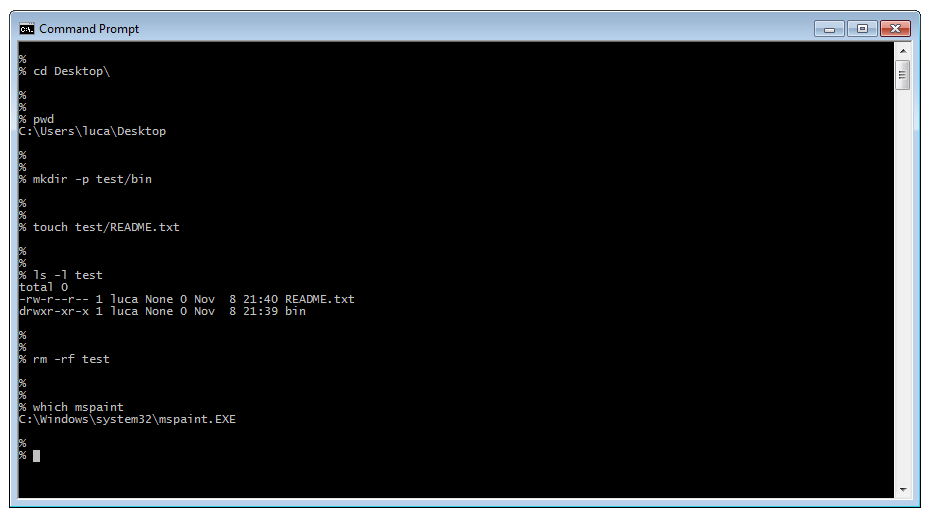 Command Prompt
%
% cd Desktop\
%
%
% pwd
C:\Users\luca\Desktop
%
%
% mkdir -p test/bin
%
%
% touch test/README.txt
%
%
% ls -l test
total 0
-rw-r--r-- 1 luca None 0 Nov  8 21:40 README.txt
drwxr-xr-x 1 luca None 0 Nov  8 21:39 bin
%
%
% rm -rf test
%
%
% which mspaint
C:\Windows\system32\mspaint.EXE
%
%